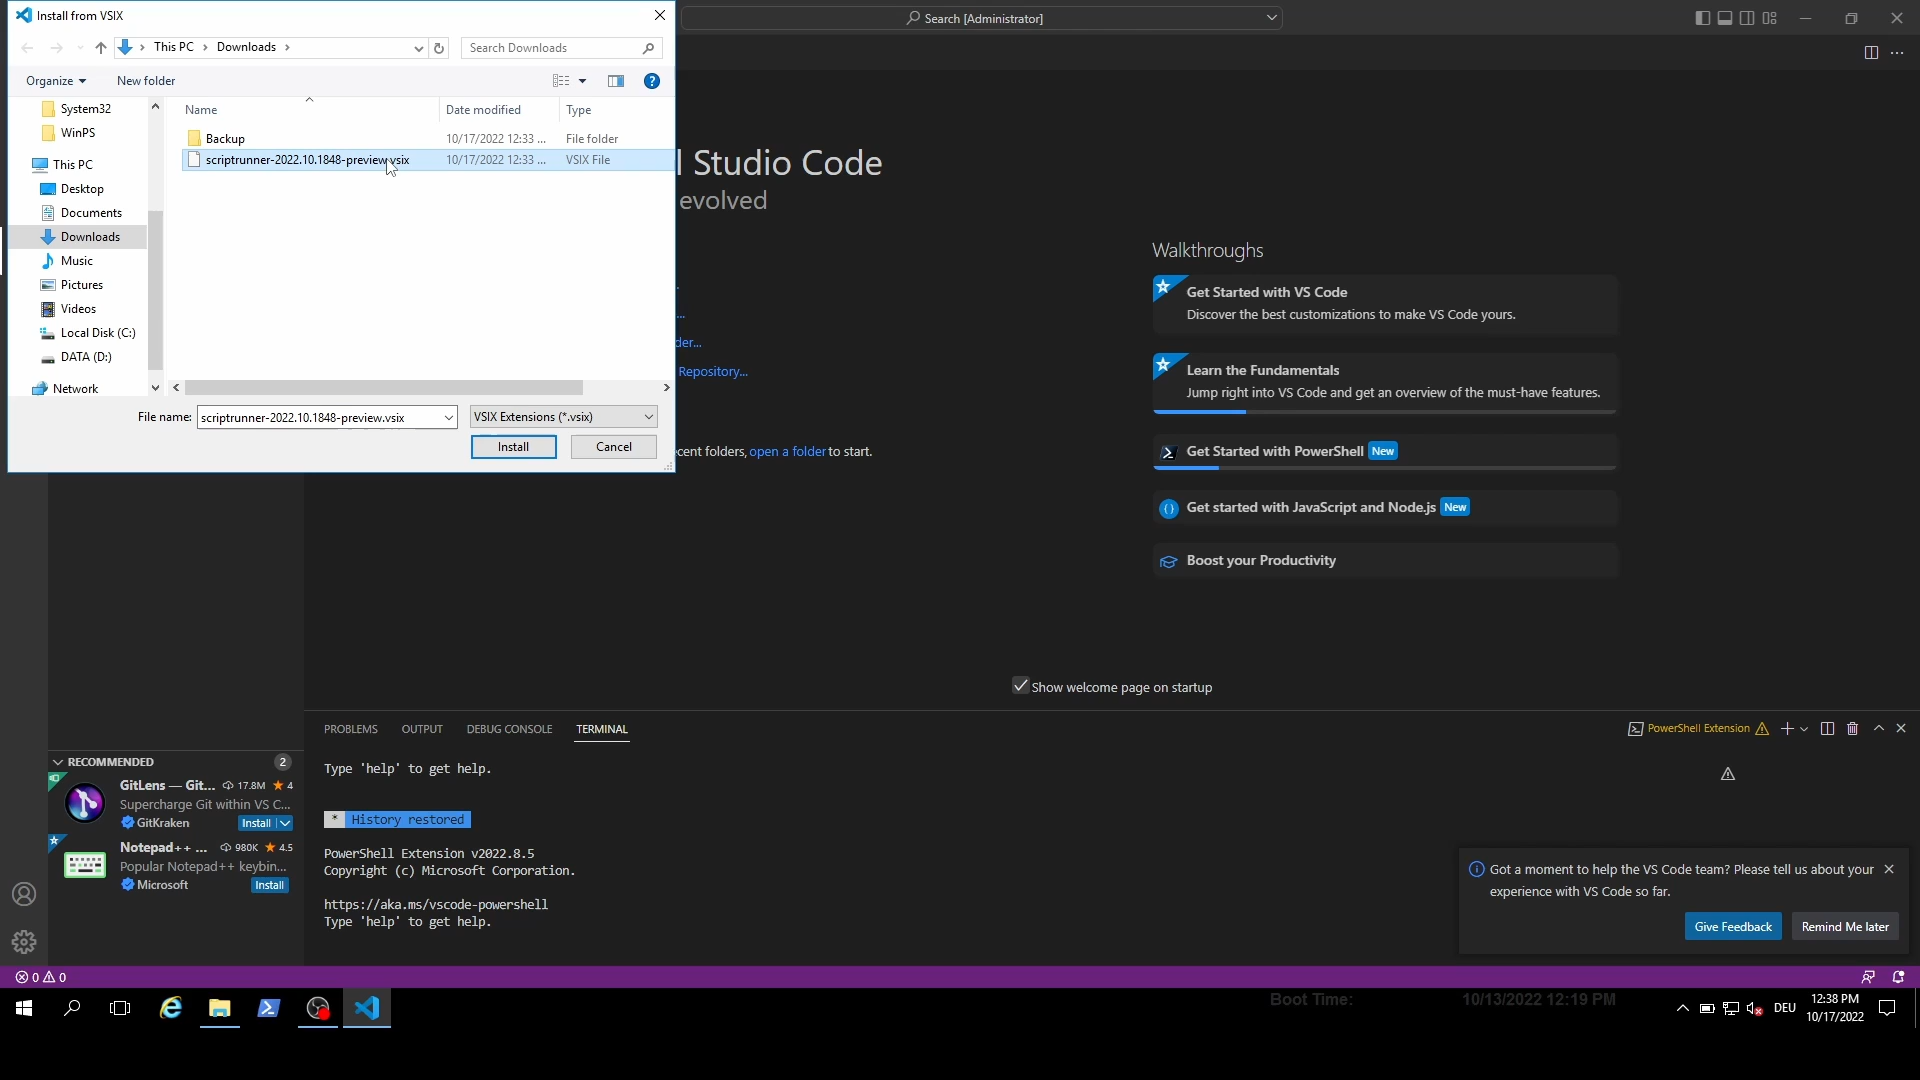 Install from VSIX
Search [Administrator]
This PC
Downloads
Search Downloads
Organize
New folder
System32
WinPS
This PC
Desktop
Documents
Downloads
Music
Pictures
Videos
Local Disk (C:)
DATA (D:)
Network
Name
Date modified
Type
Backup
10/17/2022 12:33 ...
File folder
scriptrunner-2022.10.1848-preview.vsix
10/17/2022 12:33 ...
VSIX File
File name:
scriptrunner-2022.10.1848-preview.vsix
VSIX Extensions (*.vsix)
Install
Cancel
l Studio Code
evolved
...
der...
Repository...
ecent folders, open a folder to start.
Walkthroughs
Get Started with VS Code
Discover the best customizations to make VS Code yours.
Learn the Fundamentals
Jump right into VS Code and get an overview of the must-have features.
Get Started with PowerShell New
Get started with JavaScript and Node.js New
Boost your Productivity
Show welcome page on startup
RECOMMENDED
2
GitLens — Git...
17.8M
4
Supercharge Git within VS C...
GitKraken
Install
Notepad++ ...
980K
4.5
Popular Notepad++ keybin...
Microsoft
Install
PROBLEMS
OUTPUT
DEBUG CONSOLE
TERMINAL
PowerShell Extension
Type 'help' to get help.
* History restored
PowerShell Extension v2022.8.5
Copyright (c) Microsoft Corporation.
https://aka.ms/vscode-powershell
Type 'help' to get help.
Got a moment to help the VS Code team? Please tell us about your
experience with VS Code so far.
Give Feedback
Remind Me later
0
0
Boot Time:
10/13/2022 12:19 PM
DEU
12:38 PM
10/17/2022